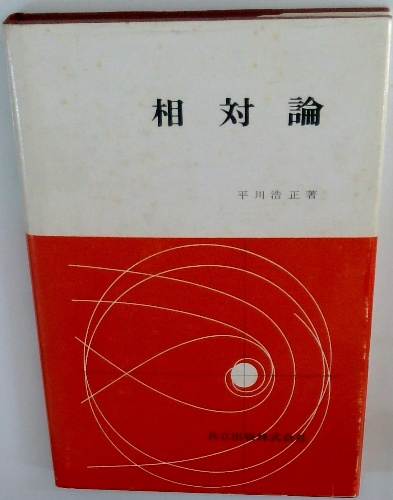 相対論
平川浩正著
共立出版株式会社